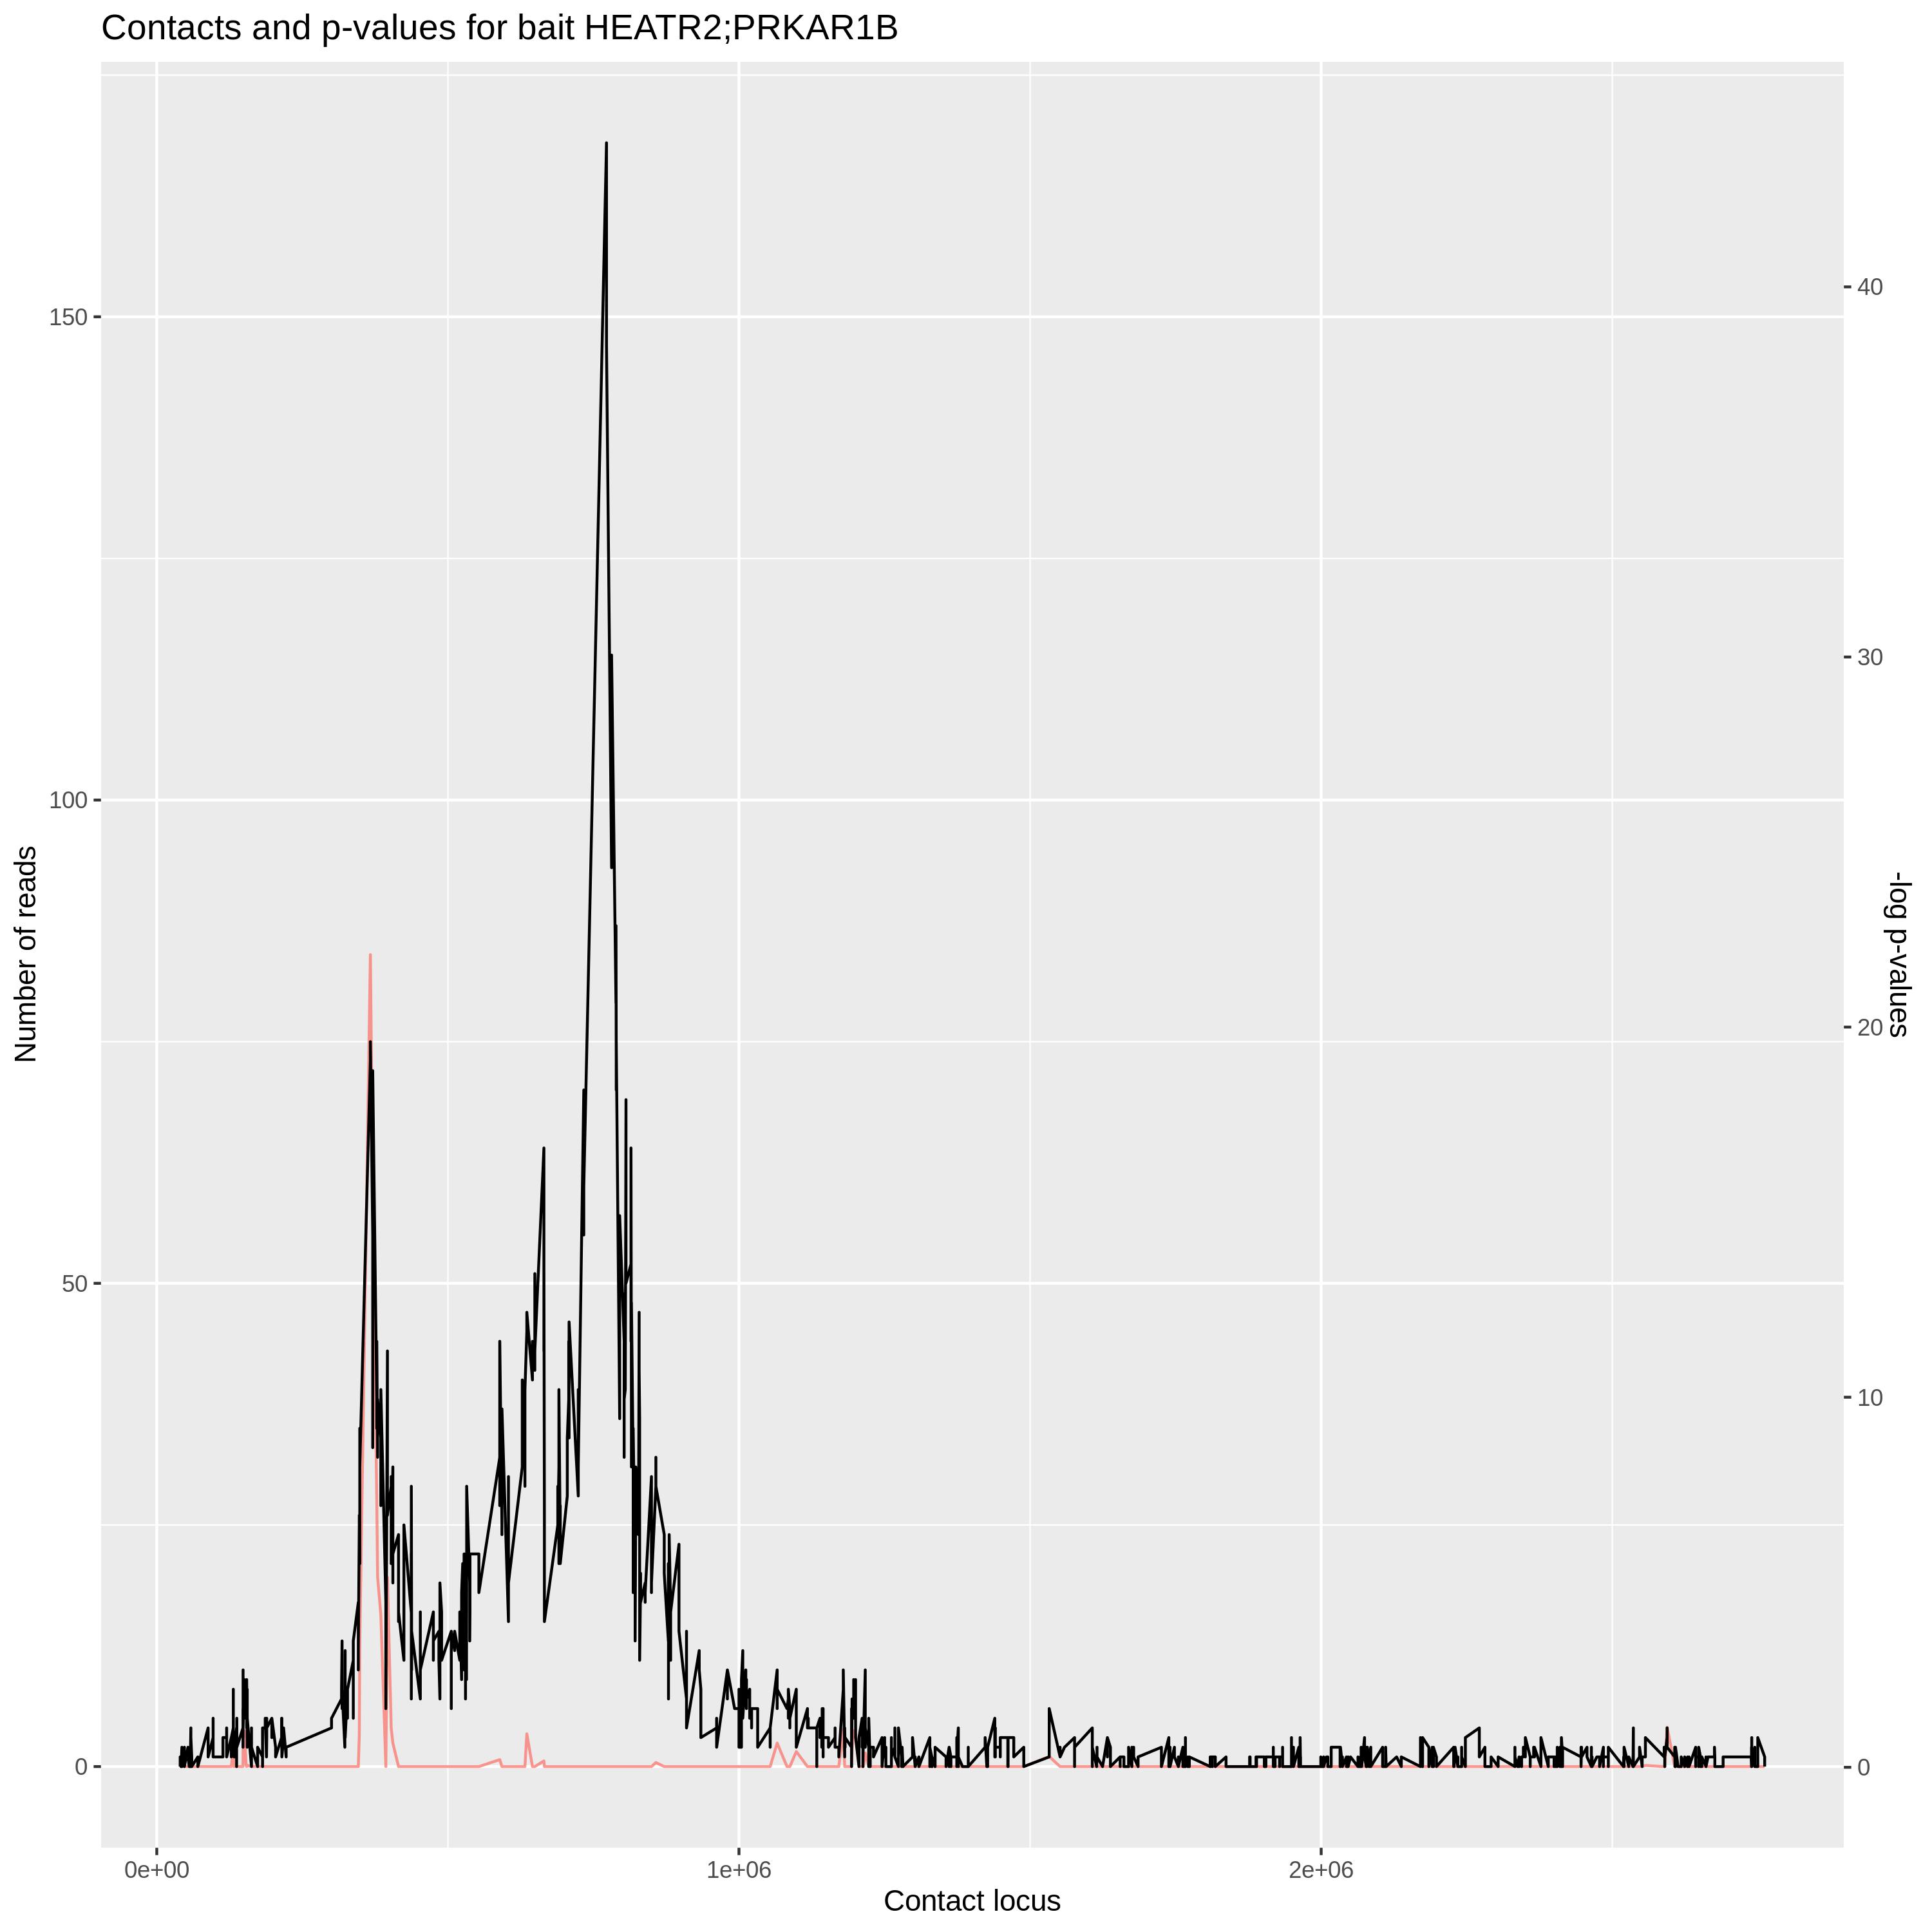 Contacts and p-values for bait HEATR2;PRKAR1B
150
100
50
0
Number of reads
40
30
20
10
0
-log p-values
0e+00
1e+06
2e+06
Contact locus